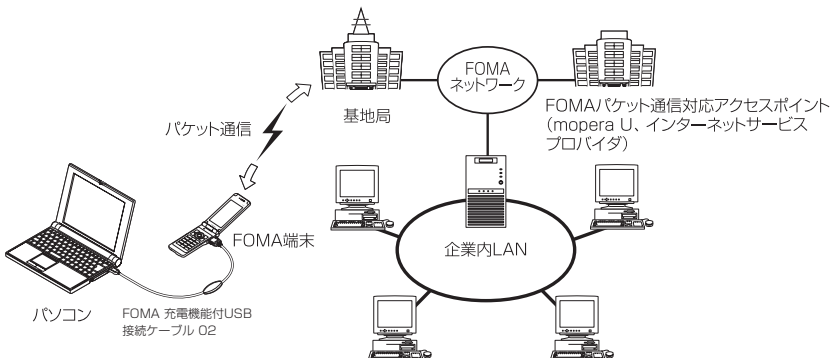 FOMA
ネットワーク
基地局
FOMAパケット通信対応アクセスポイント
(mopera U、インターネットサービス
プロバイダ)
パケット通信
FOMA端末
企業内LAN
パソコン
FOMA 充電機能付USB
接続ケーブル 02